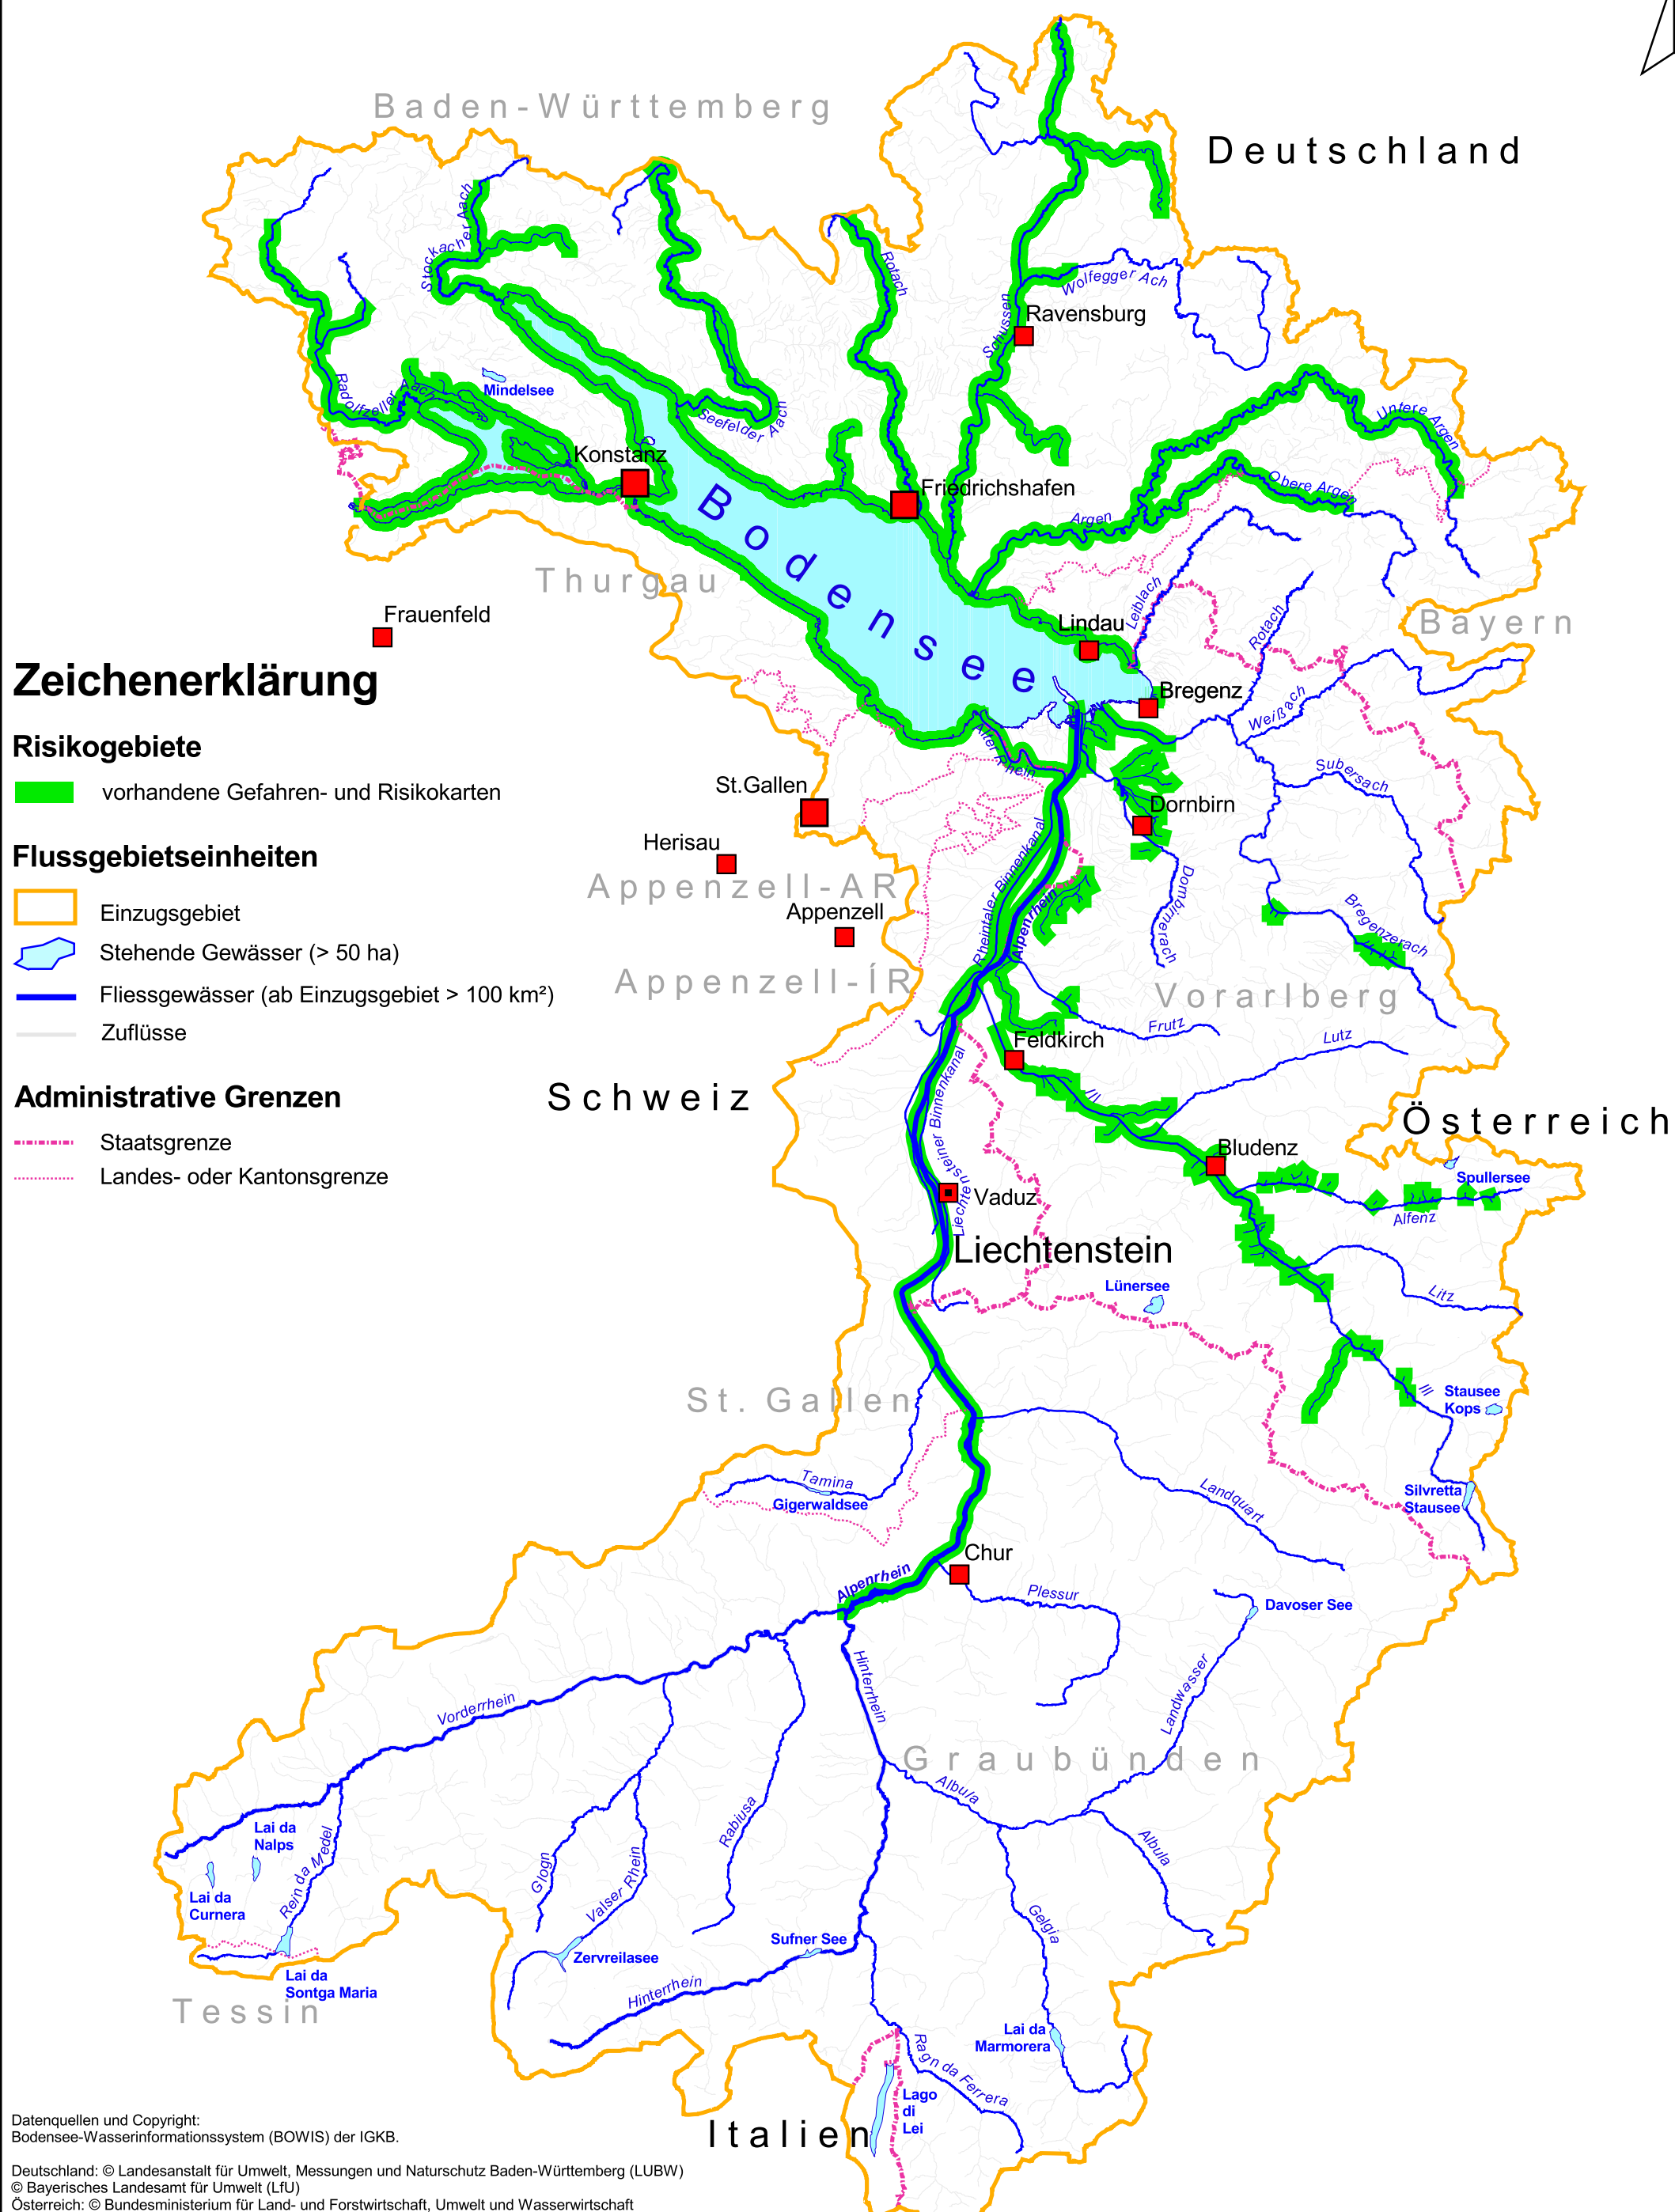 Baden-Württemberg
Deutschland
Stockacher Aach
Rotach
Wolfegger Ach
Ravensburg
Schussen
Radolfzeller Aach
Mindelsee
Seefelder Aach
Untere Argen
Konstanz
Friedrichshafen
Obere Argen
Argen
Bodensee
Thurgau
Leiblach
Frauenfeld
Lindau
Rotach
Bayern
Zeichenerklärung
Bregenz
Weißach
Risikogebiete
Alter Rhein
Subersach
vorhandene Gefahren- und Risikokarten
St.Gallen
Dornbirn
Flussgebietseinheiten
Herisau
Rheintaler Binnenkanal
Appenzell-AR
Dornbirnerach
Einzugsgebiet
Appenzell
Alpenrhein
Bregenzerach
Stehende Gewässer (> 50 ha)
Appenzell-ÍR
Vorarlberg
Fliessgewässer (ab Einzugsgebiet > 100 km²)
Frutz
Zuflüsse
Feldkirch
Lutz
Administrative Grenzen
Schweiz
Ill
Österreich
Staatsgrenze
Liechtensteiner Binnenkanal
Bludenz
Landes- oder Kantonsgrenze
Spullersee
Vaduz
Alfenz
Liechtenstein
Lünersee
Litz
St. Gallen
Ill
Stausee
Kops
Tamina
Gigerwaldsee
Landquart
Silvretta
Stausee
Chur
Alpenrhein
Plessur
Davoser See
Hinterrhein
Landwasser
Vorderrhein
Graubünden
Albula
Rabiusa
Lai da
Nalps
Rein da Medel
Glogn
Valser Rhein
Albula
Lai da
Curnera
Gelgia
Sufner See
Zervreilasee
Lai da
Sontga Maria
Hinterrhein
Tessin
Lai da
Marmorera
Ragn da Ferrera
Lago
di
Lei
Italien
Datenquellen und Copyright:
Bodensee-Wasserinformationssystem (BOWIS) der IGKB.
Deutschland: © Landesanstalt für Umwelt, Messungen und Naturschutz Baden-Württemberg (LUBW)
© Bayerisches Landesamt für Umwelt (LfU)
Österreich: © Bundesministerium für Land- und Forstwirtschaft, Umwelt und Wasserwirtschaft